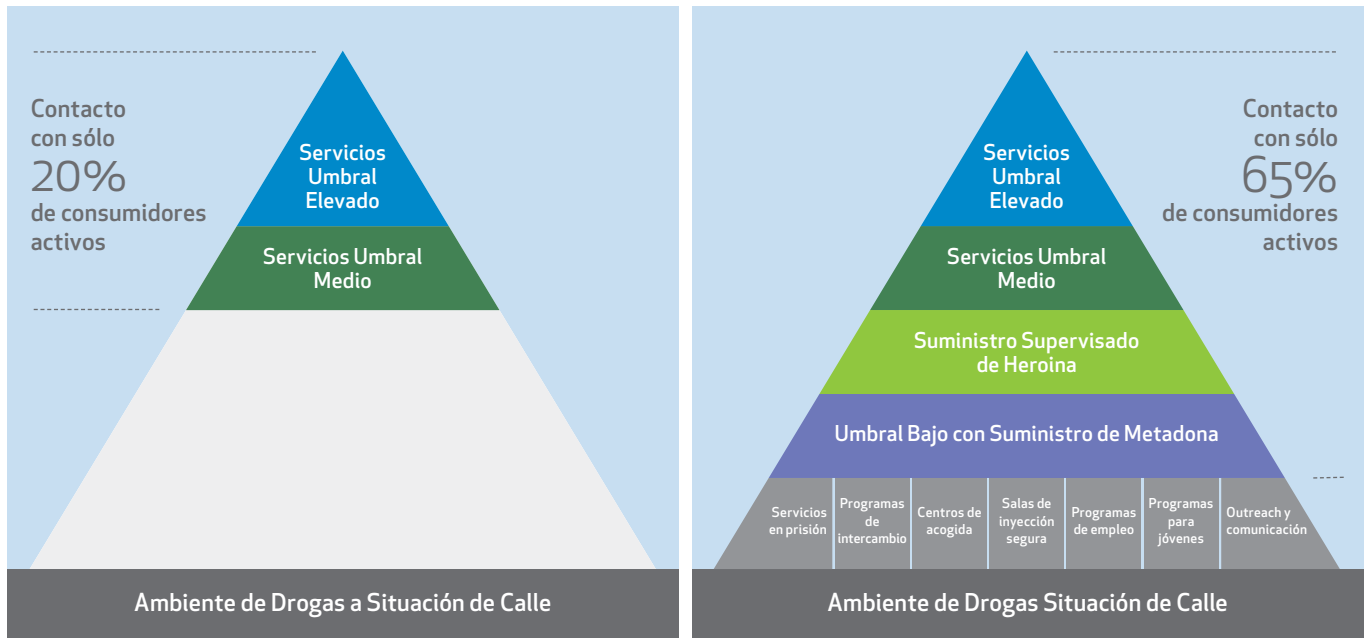 Contacto
con sólo
20%
de consumidores
activos
Servicios
Umbral
Elevado
Servicios Umbral
Medio
Ambiente de Drogas a Situación de Calle
Servicios
Umbral
Elevado
Contacto
con sólo
65%
de consumidores
activos
Servicios Umbral
Medio
Suministro Supervisado
de Heroina
Umbral Bajo con Suministro de Metadona
Servicios
en prisión
Programas
de
intercambio
Centros de
acogida
Salas de
inyección
segura
Programas
de empleo
Programas
para
jóvenes
Outreach y
comunicación
Ambiente de Drogas Situación de Calle